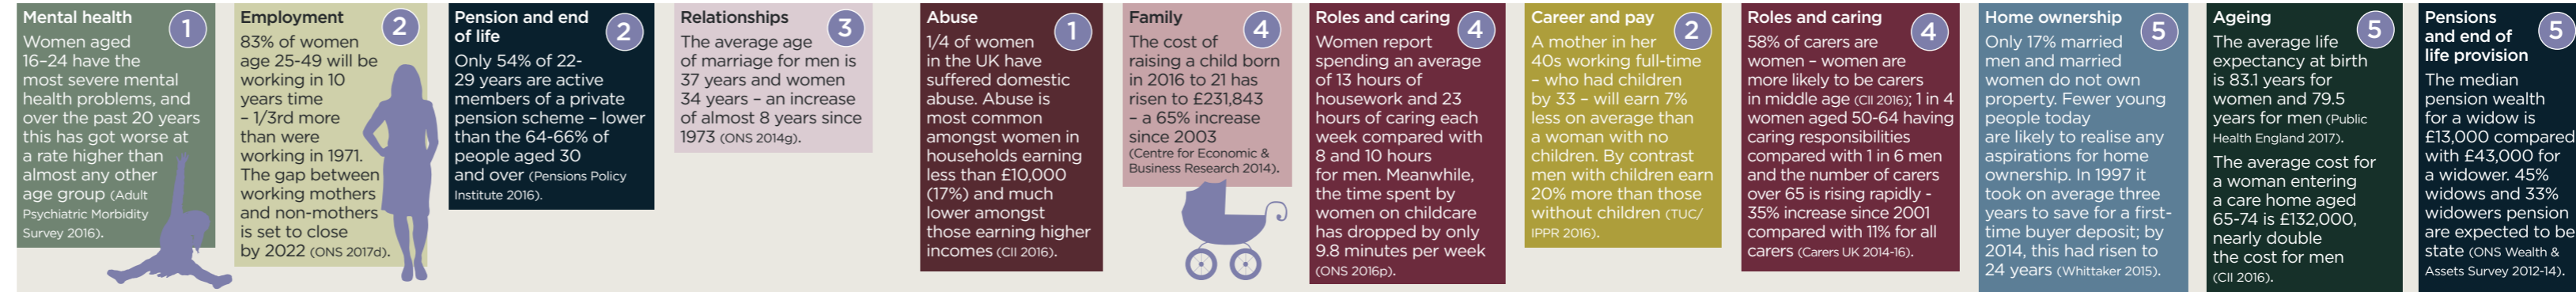 Mental health
1
Women aged
16–24 have the
most severe mental
health problems, and
over the past 20 years
this has got worse at
a rate higher than
almost any other
age group (Adult
Psychiatric Morbidity
Survey 2016).
Employment
2
83% of women
age 25-49 will be
working in 10
years time
– 1/3rd more
than were
working in 1971.
The gap between
working mothers
and non-mothers
is set to close
by 2022 (ONS 2017d).
Pension and end
of life
2
Only 54% of 22-
29 years are active
members of a private
pension scheme – lower
than the 64-66% of
people aged 30
and over (Pensions Policy
Institute 2016).
Relationships
3
The average age
of marriage for men is
37 years and women
34 years – an increase
of almost 8 years since
1973 (ONS 2014g).
Abuse
1
1/4 of women
in the UK have
suffered domestic
abuse. Abuse is
most common
amongst women in
households earning
less than £10,000
(17%) and much
lower amongst
those earning higher
incomes (CII 2016).
Family
4
The cost of
raising a child born
in 2016 to 21 has
risen to £231,843
– a 65% increase
since 2003
(Centre for Economic &
Business Research 2014).
Roles and caring
4
Women report
spending an average
of 13 hours of
housework and 23
hours of caring each
week compared with
8 and 10 hours
for men. Meanwhile,
the time spent by
women on childcare
has dropped by only
9.8 minutes per week
(ONS 2016p).
Career and pay
2
A mother in her
40s working full-time
– who had children
by 33 – will earn 7%
less on average than
a woman with no
children. By contrast
men with children earn
20% more than those
without children (TUC/
IPPR 2016).
Roles and caring
4
58% of carers are
women – women are
more likely to be carers
in middle age (CII 2016); 1 in 4
women aged 50-64 having
caring responsibilities
compared with 1 in 6 men
and the number of carers
over 65 is rising rapidly -
35% increase since 2001
compared with 11% for all
carers (Carers UK 2014-16).
Home ownership
5
Only 17% married
men and married
women do not own
property. Fewer young
people today
are likely to realise any
aspirations for home
ownership. In 1997 it
took on average three
years to save for a first-
time buyer deposit; by
2014, this had risen to
24 years (Whittaker 2015).
Ageing
5
The average life
expectancy at birth
is 83.1 years for
women and 79.5
years for men (Public
Health England 2017).
The average cost for
a woman entering
a care home aged
65-74 is £132,000,
nearly double
the cost for men
(CII 2016).
Pensions
and end of
life provision
5
The median
pension wealth
for a widow is
£13,000 compared
with £43,000 for
a widower. 45%
widows and 33%
widowers pension
are expected to be
state (ONS Wealth &
Assets Survey 2012-14).